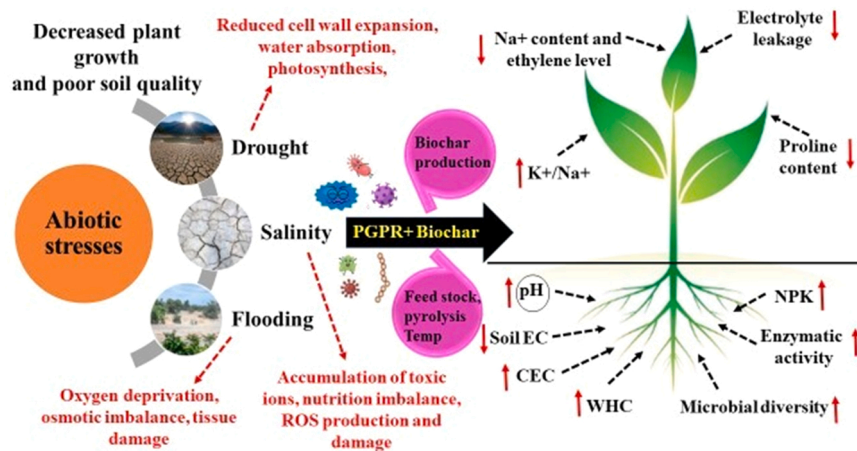 Decreased plant
growth
and poor soil quality
Reduced cell wall expansion,
water absorption,
photosynthesis,
Abiotic
stresses
Drought
Salinity
Flooding
Oxygen deprivation,
osmotic imbalance, tissue
damage
Accumulation of toxic
ions, nutrition imbalance,
ROS production and
damage
Biochar
production
PGPR+ Biochar
Feed stock,
pyrolysis
Temp
Na+ content and
ethylene level
Electrolyte
leakage
K+/Na+
Proline
content
pH
Soil EC
CEC
WHC
NPK
Enzymatic
activity
Microbial diversity